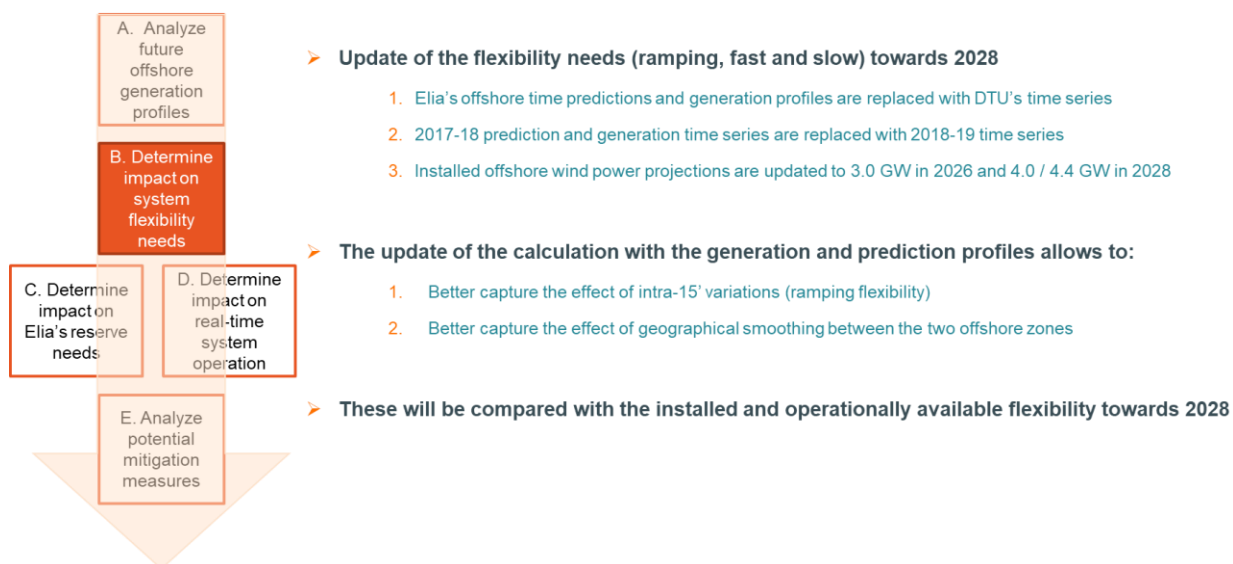 A. Analyze
future
offshore
generation
profiles
B. Determine
impact on
system
flexibility
needs
C. Determine
impact on
Elia's reserve
needs
D. Determine
impact on
real-time
system
operation
E. Analyze
potential
mitigation
measures
➢ Update of the flexibility needs (ramping, fast and slow) towards 2028
1. Elia's offshore time predictions and generation profiles are replaced with DTU's time series
2. 2017-18 prediction and generation time series are replaced with 2018-19 time series
3. Installed offshore wind power projections are updated to 3.0 GW in 2026 and 4.0 / 4.4 GW in 2028
➢ The update of the calculation with the generation and prediction profiles allows to:
1. Better capture the effect of intra-15' variations (ramping flexibility)
2. Better capture the effect of geographical smoothing between the two offshore zones
➢ These will be compared with the installed and operationally available flexibility towards 2028